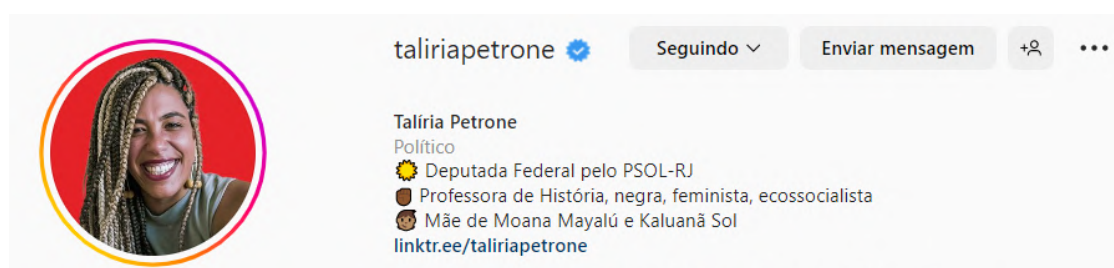 taliriapetrone Seguindo Enviar mensagem
Talíria Petrone
Político
Deputada Federal pelo PSOL-RJ
Professora de História, negra, feminista, ecossocialista
Mãe de Moana Mayalú e Kaluanã Sol
linktr.ee/taliriapetrone